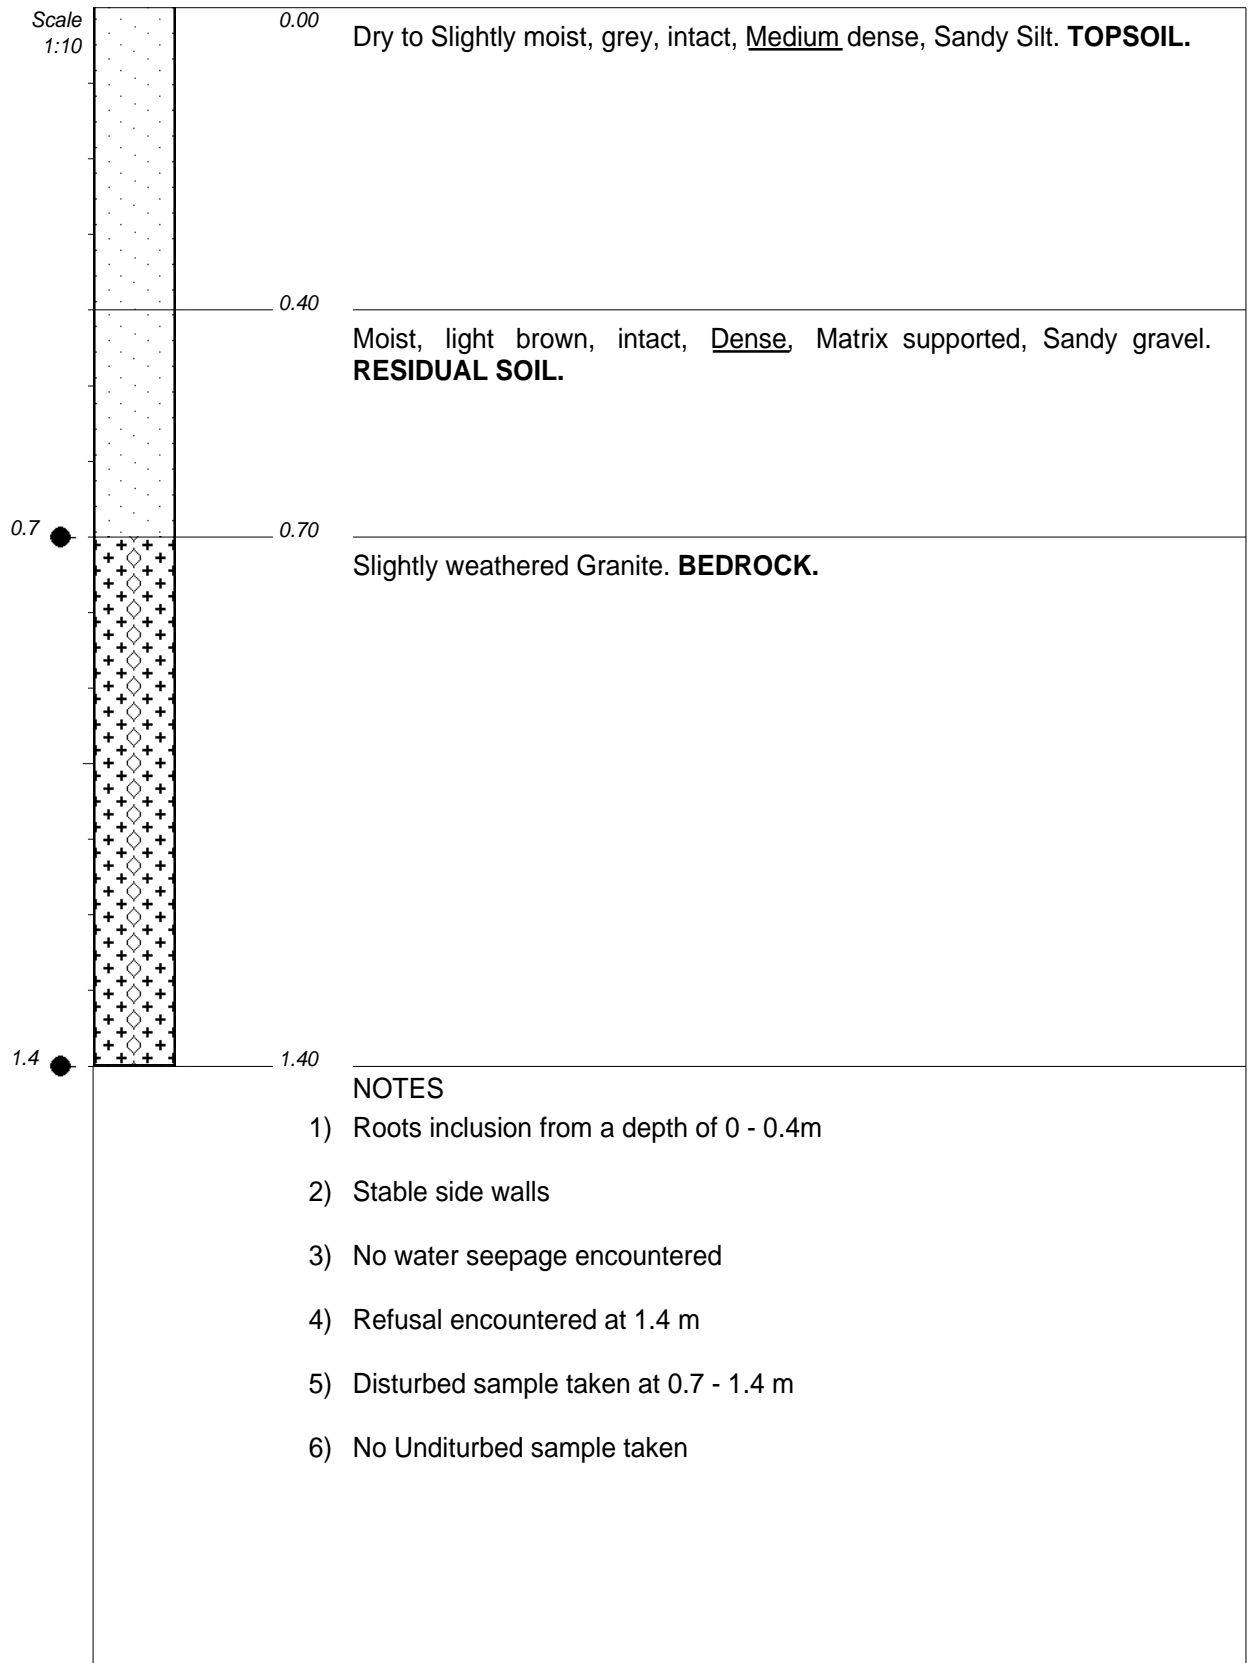 Scale
1:10
0.00
Dry to Slightly moist, grey, intact, Medium dense, Sandy Silt. TOPSOIL.
0.40
Moist, light brown, intact, Dense, Matrix supported, Sandy gravel.
RESIDUAL SOIL.
0.7
0.70
Slightly weathered Granite. BEDROCK.
1.4
1.40
NOTES
1) Roots inclusion from a depth of 0 - 0.4m
2) Stable side walls
3) No water seepage encountered
4) Refusal encountered at 1.4 m
5) Disturbed sample taken at 0.7 - 1.4 m
6) No Unditurbed sample taken